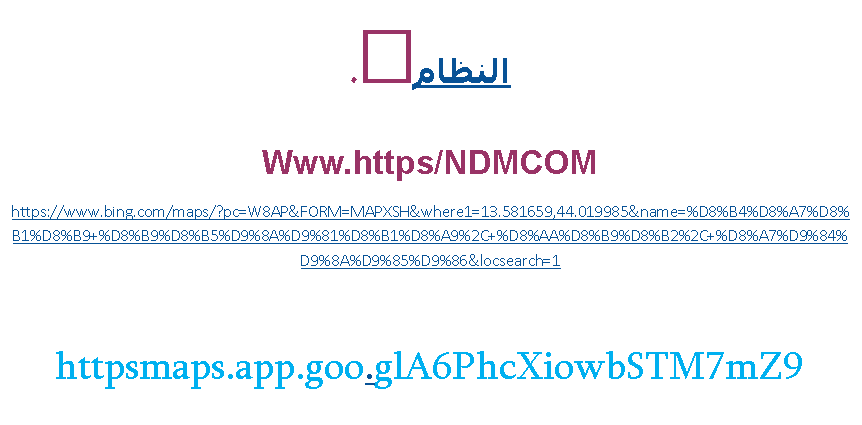 النظام.
Www.https/NDMCOM
https://www.bing.com/maps/?pc=W8AP&FORM=MAPXSH&where1=13.581659,44.019985&name=%D8%B4%D8%A7%D8%
B1%D8%B9+%D8%B9%D8%B5%D9%8A%D9%81%D8%B1%D8%A9%2C+%D8%AA%D8%B9%D8%B2%2C+%D8%A7%D9%84%
D9%8A%D9%85%D9%86&locsearch=1
httpsmaps.app.goo.glA6PhcXiowbSTM7mZ9